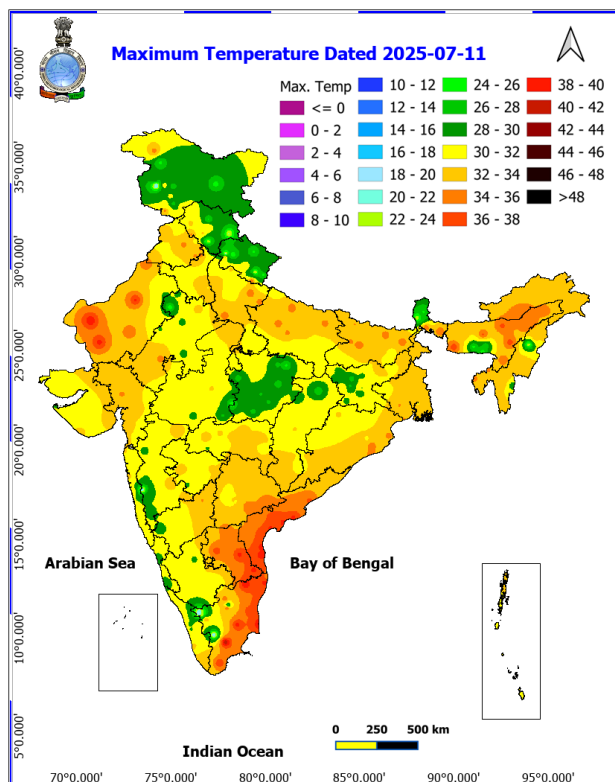 Maximum Temperature Dated 2025-07-11
Max. Temp
<= 0
0 - 2
2 - 4
4 - 6
6 - 8
8 - 10
10 - 12
12 - 14
14 - 16
16 - 18
18 - 20
20 - 22
22 - 24
24 - 26
26 - 28
28 - 30
30 - 32
32 - 34
34 - 36
36 - 38
38 - 40
40 - 42
42 - 44
44 - 46
46 - 48
>48
40°0.000'
35°0.000'
30°0.000'
25°0.000'
20°0.000'
15°0.000'
10°0.000'
5°0.000'
Arabian Sea
Bay of Bengal
Indian Ocean
0 250 500 km
70°0.000' 75°0.000' 80°0.000' 85°0.000' 90°0.000' 95°0.000'